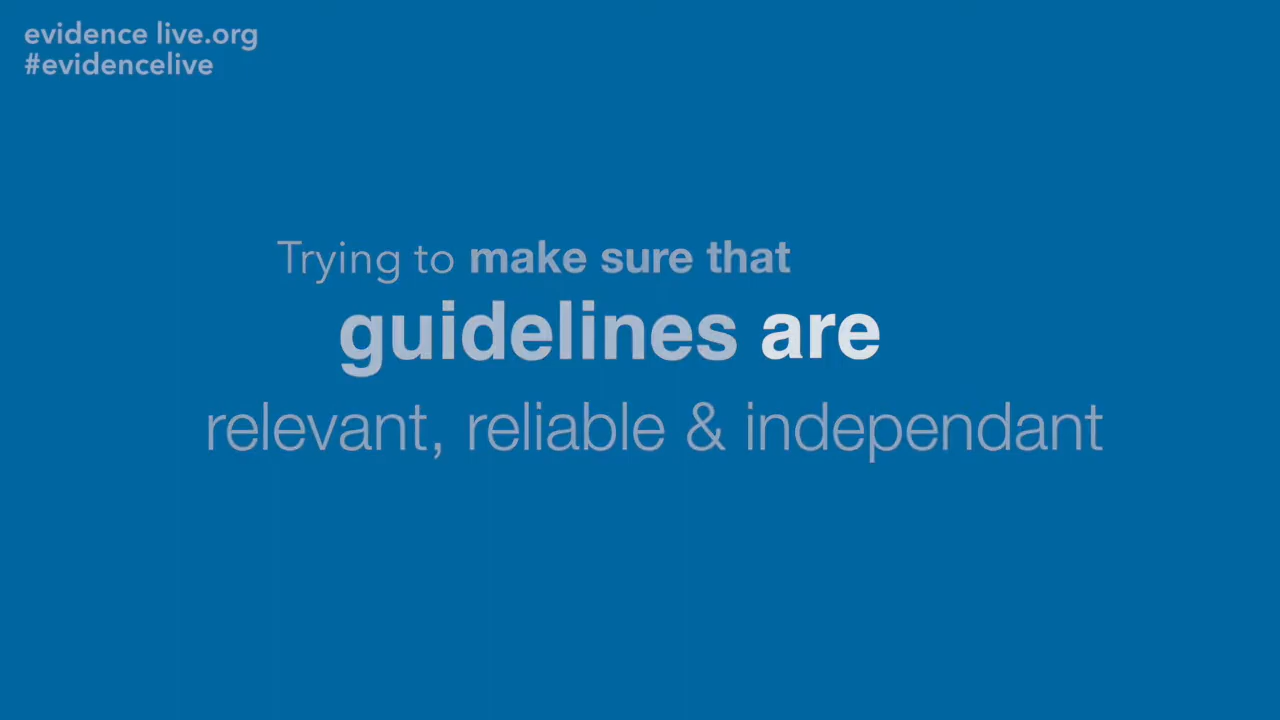 evidence live.org
#evidencelive
Trying to make sure that
guidelines are
relevant, reliable & independant